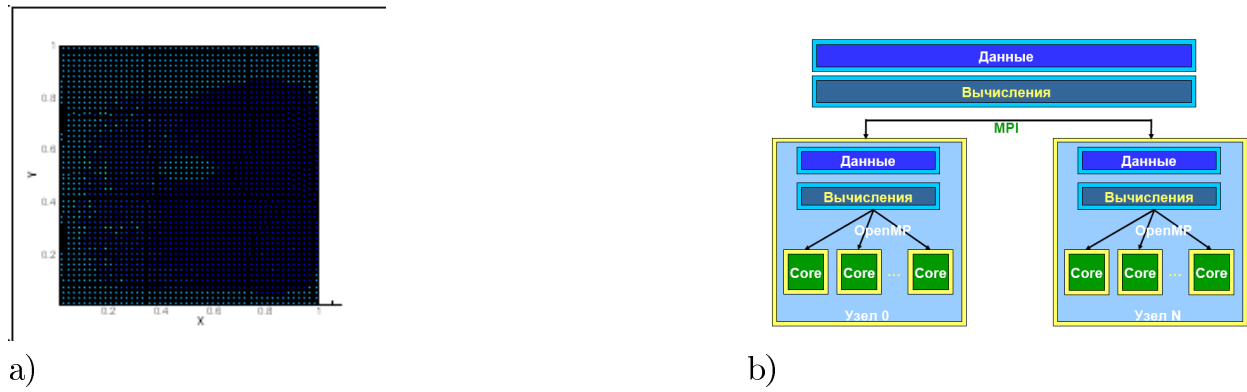 1
0.8
0.6
Y
0.4
0.2
0.2 0.4 0.6 0.8 1
X
a)
Данные
Вычисления
MPI
Данные
Вычисления
OpenMP
Core Core ... Core
Узел 0
Данные
Вычисления
OpenMP
Core Core ... Core
Узел N
b)